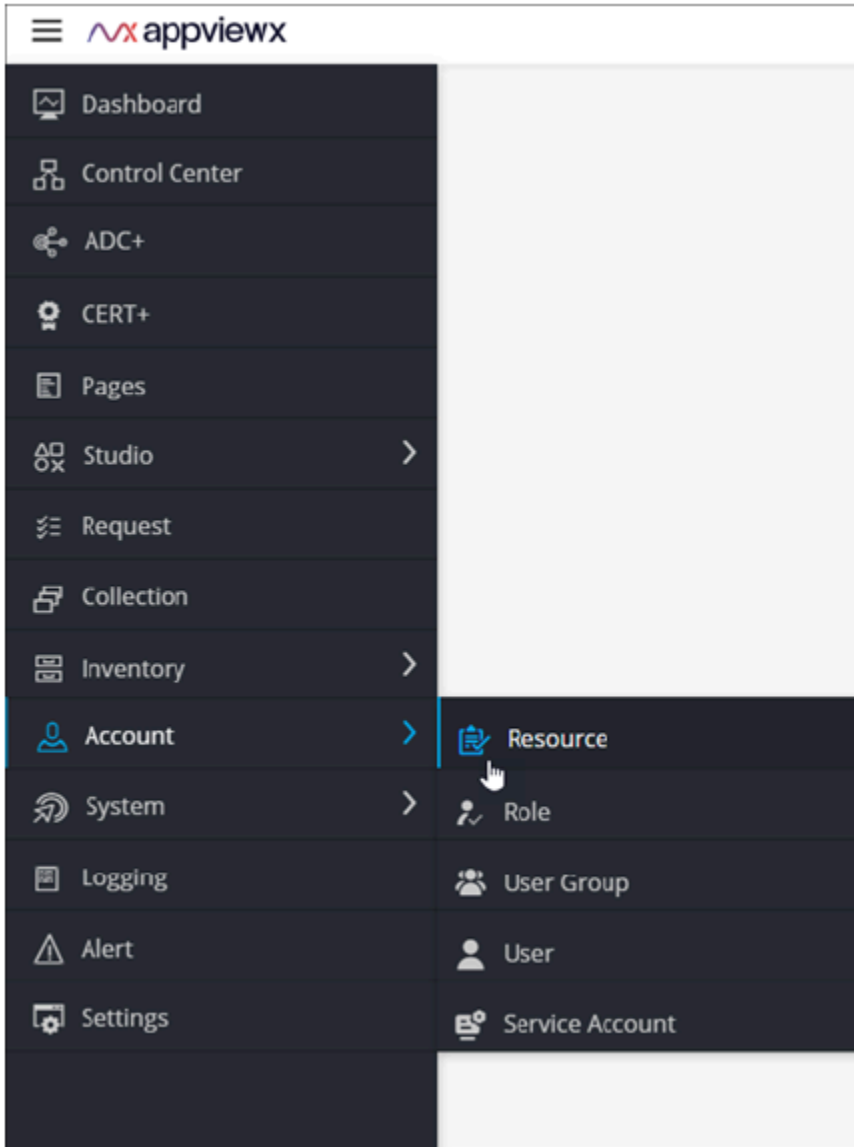 appviewx
Dashboard
Control Center
ADC+
CERT+
Pages
Studio
Request
Collection
Inventory
Account
System
Logging
Alert
Settings
Resource
Role
User Group
User
Service Account